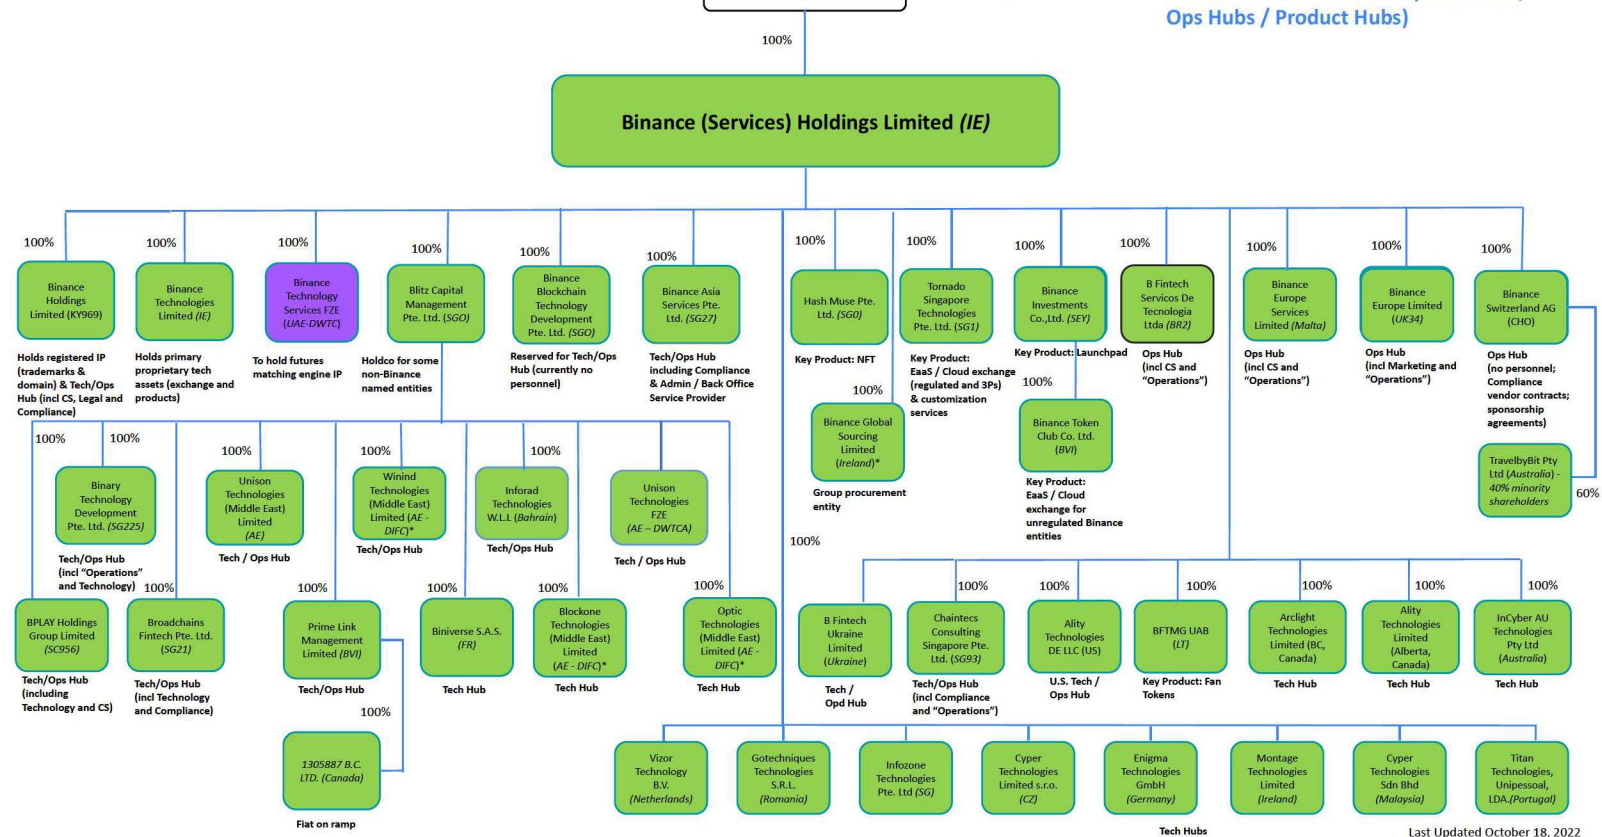 Ops Hubs / Product Hubs)
100%
Binance (Services) Holdings Limited (IE)
100%
Binance
Holdings
Limited (KY969)
Holds registered IP
(trademarks &
domain) & Tech/Ops
Hub (incl CS, Legal and
Compliance)
100%
Binance
Technologies
Limited (IE)
Holds primary
proprietary tech
assets (exchange and
products)
100%
Binance
Technology
Services FZE
(UAE-DWTC)
To hold futures
matching engine IP
100%
Blitz Capital
Management
Pte. Ltd. (SGO)
Holdco for some
non-Binance
named entities
100%
Binance
Blockchain
Technology
Development
Pte. Ltd. (SGO)
Reserved for Tech/Ops
Hub (currently no
personnel)
100%
Binance Asia
Services Pte.
Ltd. (SG27)
Tech/Ops Hub
including Compliance
& Admin / Back Office
Service Provider
100%
Hash Muse Pte.
Ltd. (SG0)
Key Product: NFT
100%
Tornado
Singapore
Technologies
Pte. Ltd. (SG1)
Key Product:
EaaS / Cloud exchange
(regulated and 3Ps)
& customization
services
100%
Binance
Investments
Co.,Ltd. (SEY)
Key Product: Launchpad
100%
B Fintech
Servicos De
Tecnologia
Ltda (BR2)
Ops Hub
(incl CS and
“Operations”)
100%
Binance
Europe
Services
Limited (Malta)
Ops Hub
(incl CS and
“Operations”)
100%
Binance
Europe Limited
(UK34)
Ops Hub
(incl Marketing and
“Operations”)
100%
Binance
Switzerland AG
(CHO)
Ops Hub
(no personnel;
Compliance
vendor contracts;
sponsorship
agreements)
100%
Binance Global
Sourcing
Limited
(Ireland)*
Group procurement
entity
100%
Binance Token
Club Co. Ltd.
(BVI)
Key Product:
EaaS / Cloud
exchange for
unregulated Binance
entities
TravelbyBit Pty
Ltd (Australia) -
40% minority
shareholders
60%
100%
100%
Binary
Technology
Development
Pte. Ltd. (SG225)
Tech/Ops Hub
(incl “Operations”
and Technology)
100%
Unison
Technologies
(Middle East)
Limited
(AE)
Tech / Ops Hub
100%
Winind
Technologies
(Middle East)
Limited (AE -
DIFC)*
Tech/Ops Hub
100%
Inforad
Technologies
W.L.L (Bahrain)
Tech/Ops Hub
Unison
Technologies
FZE
(AE – DWTCA)
Tech / Ops Hub
100%
BPLAY Holdings
Group Limited
(SC956)
Tech/Ops Hub
(including
Technology and CS)
100%
Broadchains
Fintech Pte. Ltd.
(SG21)
Tech/Ops Hub
(incl Technology
and Compliance)
100%
Prime Link
Management
Limited (BVI)
Tech/Ops Hub
100%
1305887 B.C.
LTD. (Canada)
Fiat on ramp
100%
Biniverse S.A.S.
(FR)
Tech Hub
100%
Blockone
Technologies
(Middle East)
Limited
(AE - DIFC)*
Tech Hub
100%
Optic
Technologies
(Middle East)
Limited (AE -
DIFC)*
Tech Hub
B Fintech
Ukraine
Limited
(Ukraine)
Tech /
Opd Hub
100%
Chaintecs
Consulting
Singapore Pte.
Ltd. (SG93)
Tech/Ops Hub
(incl Compliance
and “Operations”)
100%
Ality
Technologies
DE LLC (US)
U.S. Tech /
Ops Hub
100%
BFTMG UAB
(LT)
Key Product: Fan
Tokens
100%
Arclight
Technologies
Limited (BC,
Canada)
Tech Hub
100%
Ality
Technologies
Limited
(Alberta,
Canada)
Tech Hub
100%
InCyber AU
Technologies
Pty Ltd
(Australia)
Tech Hub
Vizor
Technology
B.V.
(Netherlands)
Gotechniques
Technologies
S.R.L.
(Romania)
Infozone
Technologies
Pte. Ltd (SG)
Cyper
Technologies
Limited s.r.o.
(CZ)
Enigma
Technologies
GmbH
(Germany)
Montage
Technologies
Limited
(Ireland)
Cyper
Technologies
Sdn Bhd
(Malaysia)
Titan
Technologies,
Unipessoal,
LDA.(Portugal)
Tech Hubs
Last Updated October 18, 2022